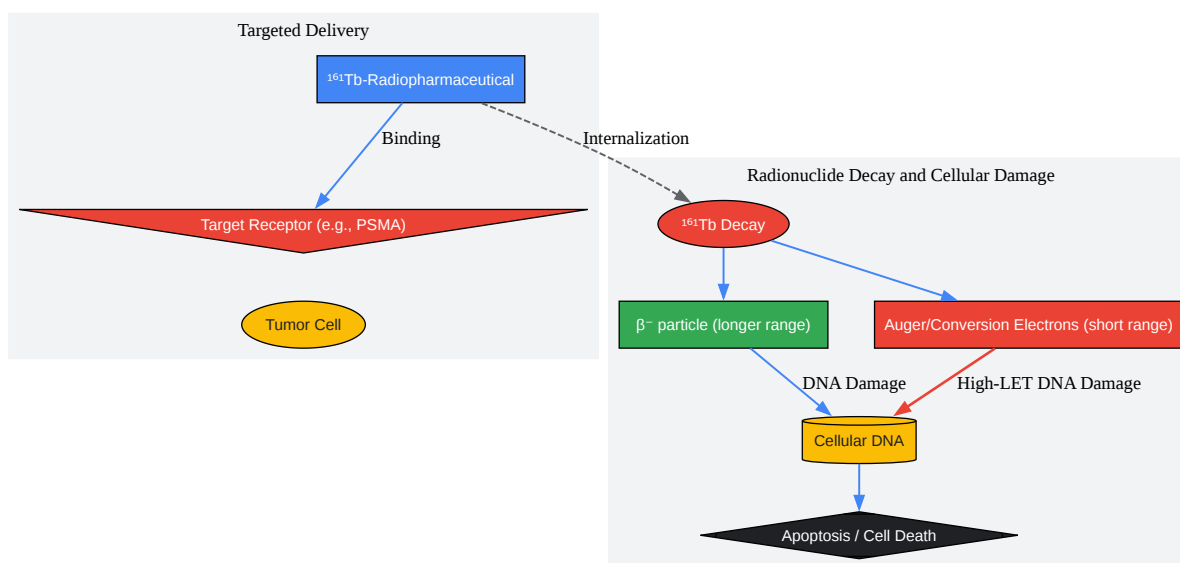 Targeted Delivery
¹⁶¹Tb-Radiopharmaceutical
Binding
Internalization
Target Receptor (e.g., PSMA)
Tumor Cell
Radionuclide Decay and Cellular Damage
¹⁶¹Tb Decay
β⁻ particle (longer range)
Auger/Conversion Electrons (short range)
DNA Damage
High-LET DNA Damage
Cellular DNA
Apoptosis / Cell Death